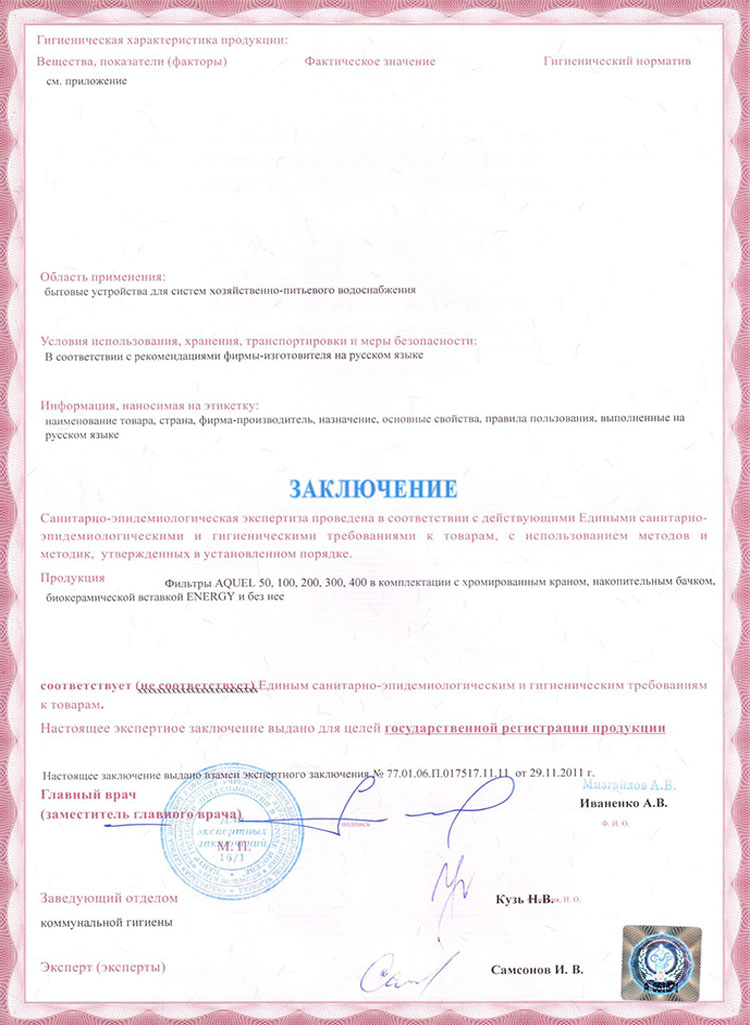 Гигиеническая характеристика продукции:
Вещества, показатели (факторы) Фактическое значение Гигиенический норматив
см. приложение
Область применения:
бытовые устройства для систем хозяйственно-питьевого водоснабжения
Условия использования, хранения, транспортировки и меры безопасности:
В соответствии с рекомендациями фирмы-изготовителя на русском языке
Информация, наносимая на этикетку:
наименование товара, страна, фирма-производитель, назначение, основные свойства, правила пользования, выполненные на
русском языке
ЗАКЛЮЧЕНИЕ
Санитарно-эпидемиологическая экспертиза проведена в соответствии с действующими Едиными санитарно-
эпидемиологическими и гигиеническими требованиями к товарам, с использованием методов и
методик, утвержденных в установленном порядке.
Продукция Фильтры AQUEL 50, 100, 200, 300, 400 в комплектации с хромированным краном, накопительным бачком,
биокерамической вставкой ENERGY и без нее
соответствует (не соответствует) Единым санитарно-эпидемиологическим и гигиеническим требованиям
к товарам.
Настоящее экспертное заключение выдано для целей государственной регистрации продукции
Настоящее заключение выдано взамен экспертного заключения № 77.01.06.П.017517.11.11 от 29.11.2011 г.
Мизгайлов А.В.
Главный врач
Иваненко А.В.
(заместитель главного врача)
подпись
Ф. И. О.
Для
экспертных
заключений
М. П.
16/1
Заведующий отделом Кузь Н.В. И. О.
коммунальной гигиены
Эксперт (эксперты) Самсонов И. В.